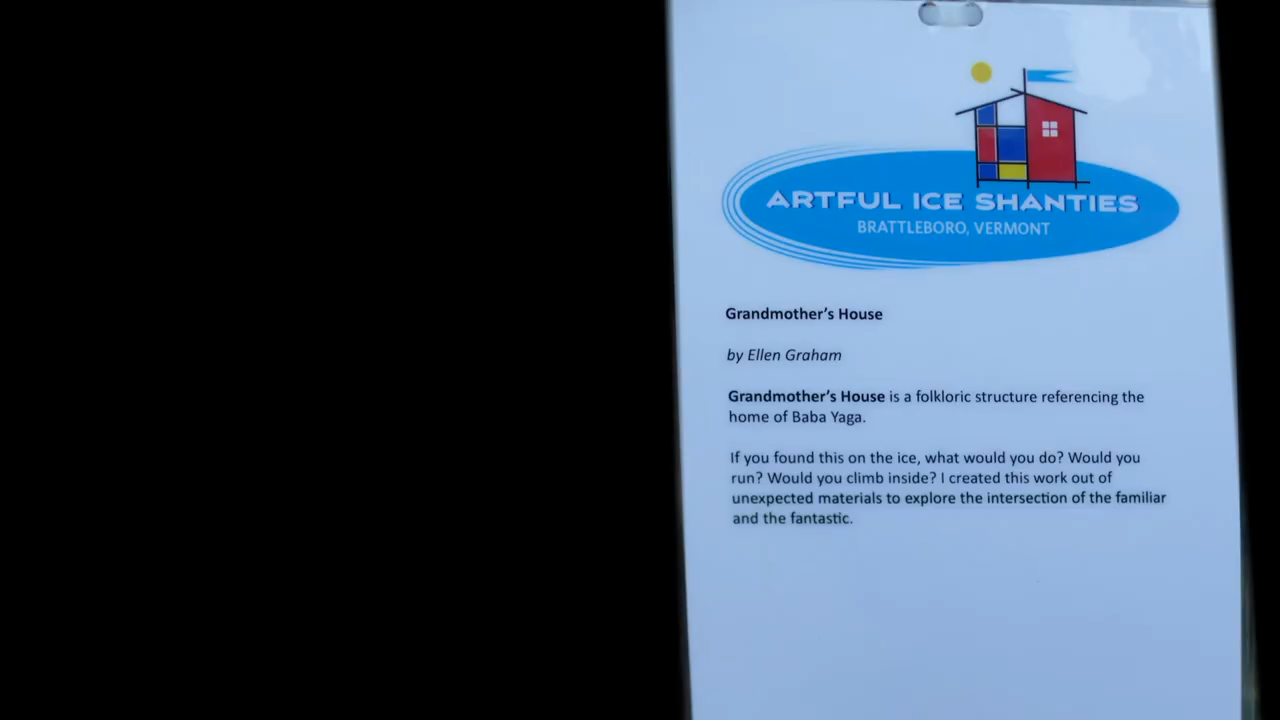 ARTFUL ICE SHANTIES
BRATTLEBORO, VERMONT
Grandmother's House
by Ellen Graham
Grandmother's House is a folkloric structure referencing the
home of Baba Yaga.
If you found this on the ice, what would you do? Would you
run? Would you climb inside? I created this work out of
unexpected materials to explore the intersection of the familiar
and the fantastic.